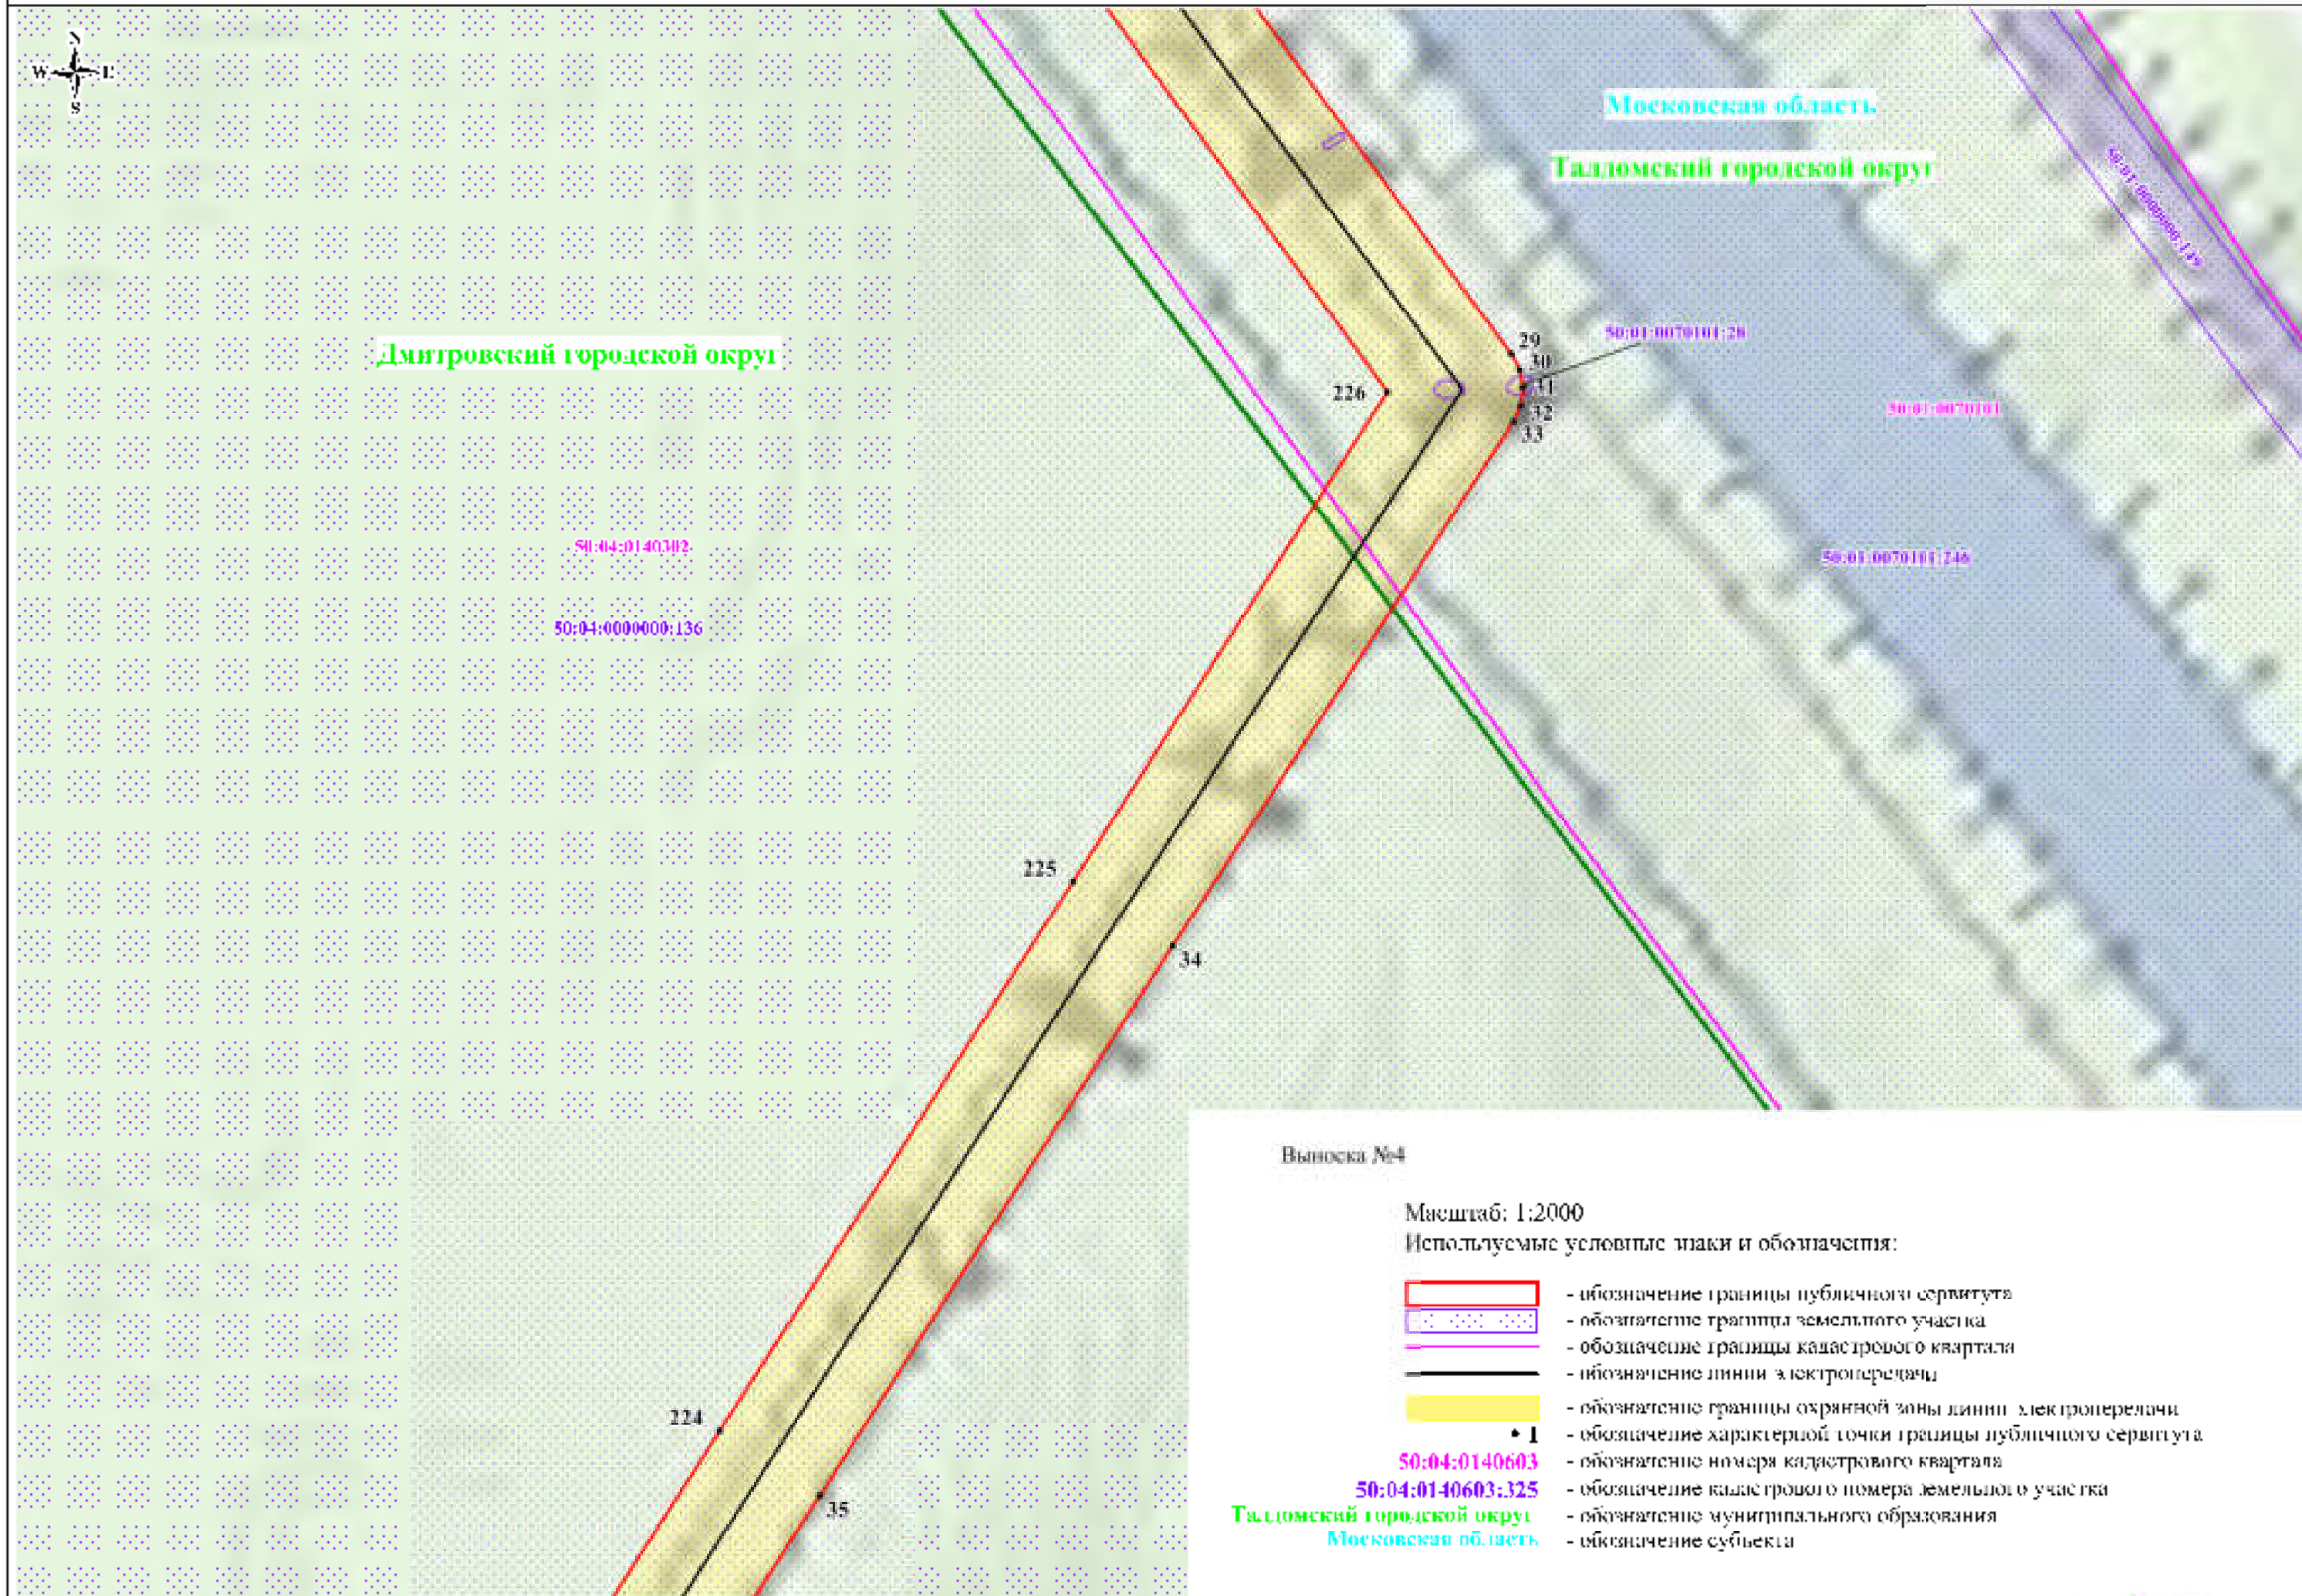 W
S
Московская область
Талдомский городской округ
50:01:0000000:149
Дмитровский городской округ
29
30
31
32
33
50:01:0070101:28
226
50:01:0070101
50:04:0140302
50:01:0070101:246
50:04:0000000:136
225
34
224
35
Выноска №4
Масштаб: 1:2000
Используемые условные знаки и обозначения:
- обозначение границы публичного сервитута
- обозначение границы земельного участка
- обозначение границы кадастрового квартала
- обозначение линии электропередачи
- обозначение границы охранной зоны линии электропередачи
1 - обозначение характерной точки границы публичного сервитута
50:04:0140603 - обозначение номера кадастрового квартала
50:04:0140603:325 - обозначение кадастрового номера земельного участка
Талдомский городской округ - обозначение муниципального образования
Московская область - обозначение субъекта